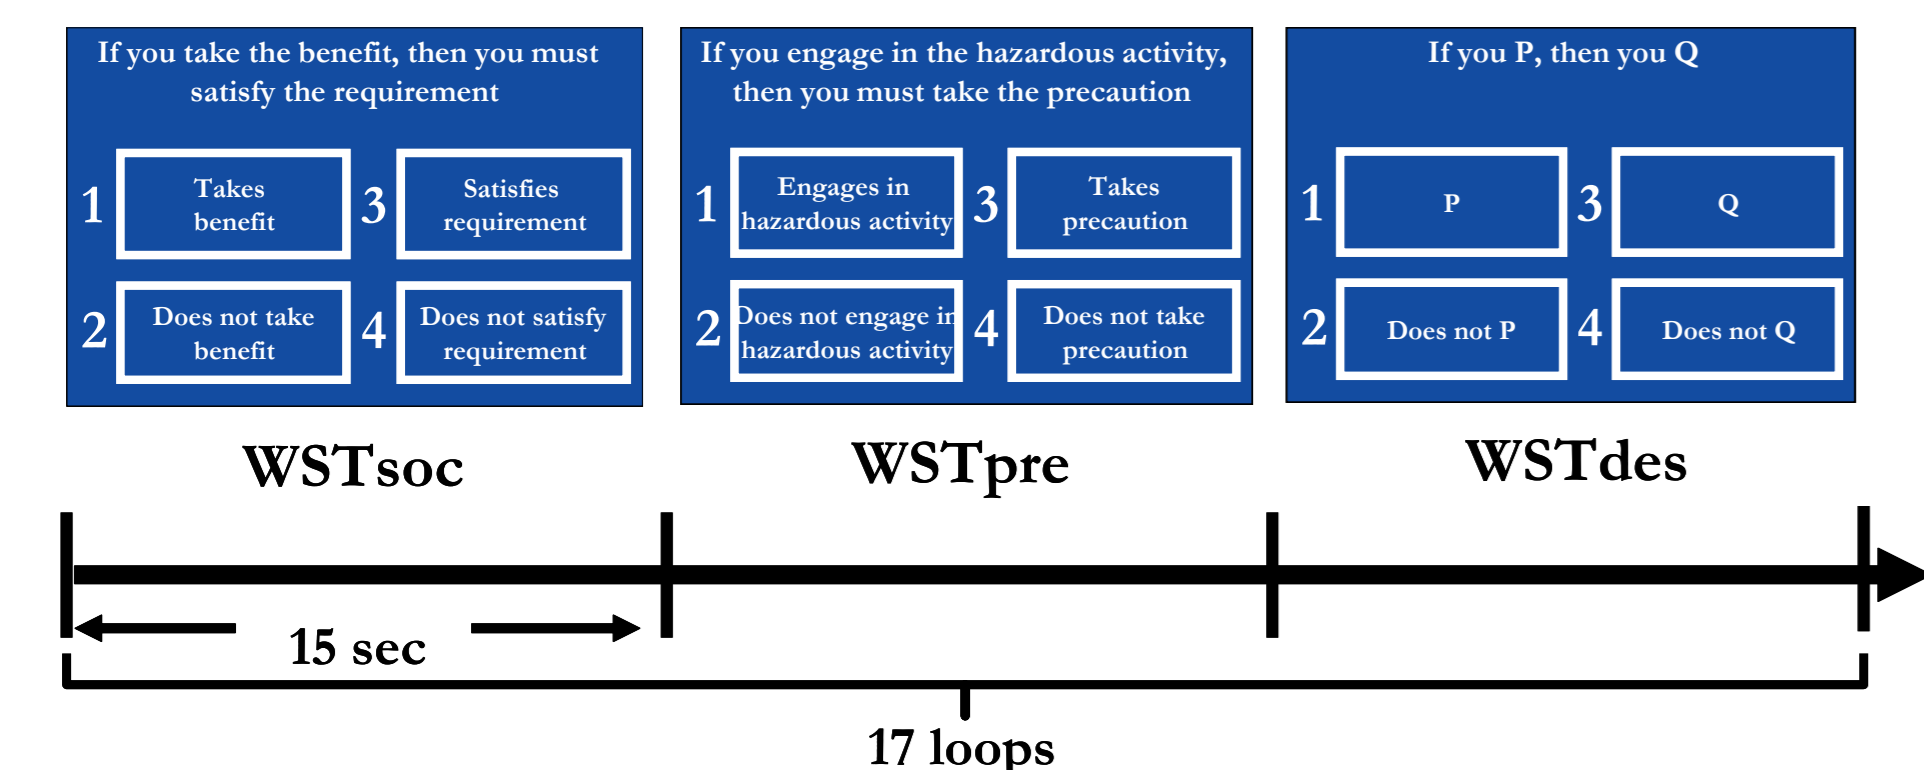 If you take the benefit, then you must
satisfy the requirement
1
Takes
benefit
3
Satisfies
requirement
2
Does not take
benefit
4
Does not satisfy
requirement
If you engage in the hazardous activity,
then you must take the precaution
1
Engages in
hazardous activity
3
Takes
precaution
2
Does not engage in
hazardous activity
4
Does not take
precaution
If you P, then you Q
1
P
3
Q
2
Does not P
4
Does not Q
WSTsoc
WSTpre
WSTdes
15 sec
17 loops